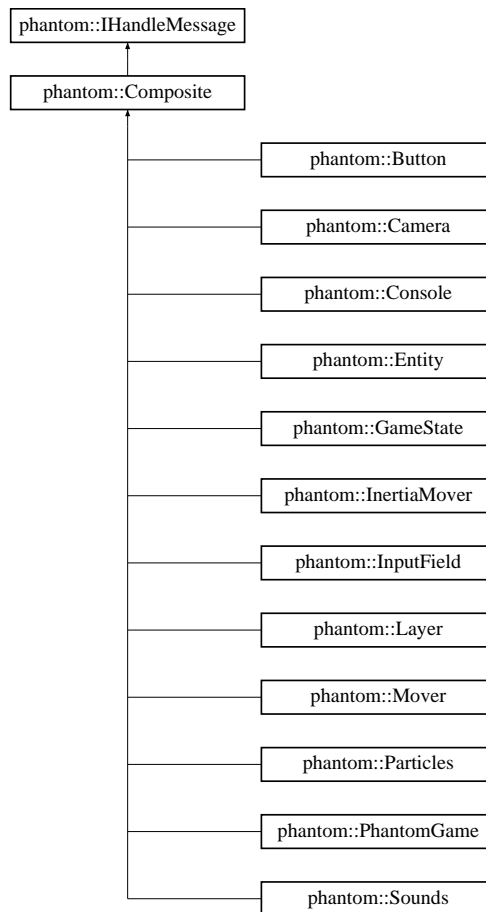 phantom::IHandleMessage
phantom::Composite
phantom::Button
phantom::Camera
phantom::Console
phantom::Entity
phantom::GameState
phantom::InertiaMover
phantom::InputField
phantom::Layer
phantom::Mover
phantom::Particles
phantom::PhantomGame
phantom::Sounds